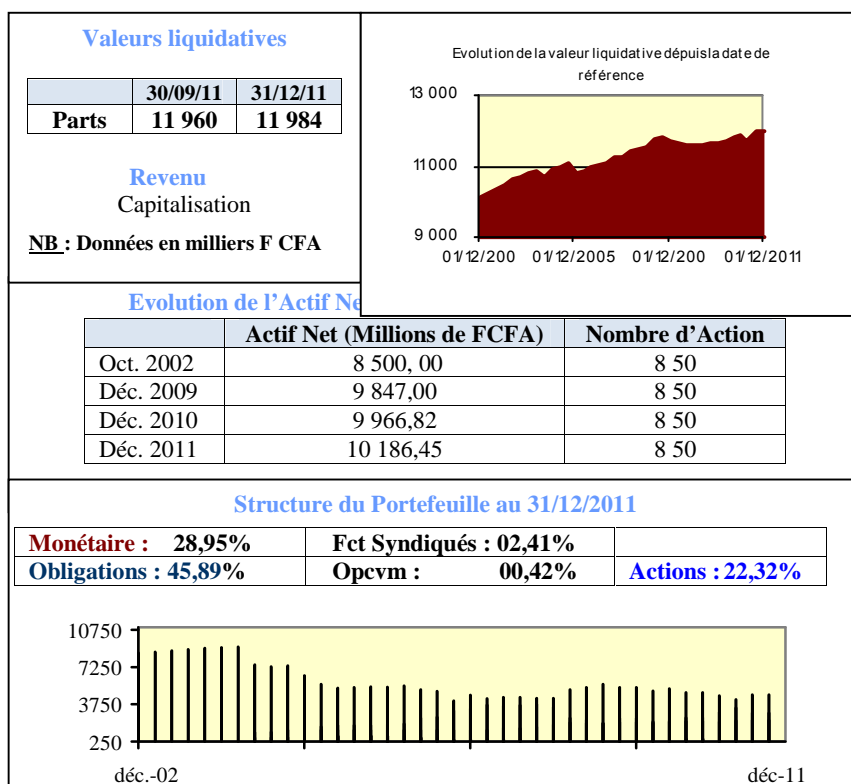 Valeurs liquidatives
30/09/11 31/12/11
Parts 11 960 11 984
Revenu
Capitalisation
NB : Données en milliers F CFA
Evolution de la valeur liquidative dépuis la date de
référence
13 000
11000
9 000
01/12/200 01/12/2005 01/12/200 01/12/2011
Evolution de l'Actif Ne
Actif Net (Millions de FCFA) Nombre d'Action
Oct. 2002 8 500, 00 8 50
Déc. 2009 9 847,00 8 50
Déc. 2010 9 966,82 8 50
Déc. 2011 10 186,45 8 50
Structure du Portefeuille au 31/12/2011
Monétaire : 28,95% Fct Syndiqués : 02,41%
Obligations : 45,89% Opcvm : 00,42% Actions : 22,32%
10750
7250
3750
250
déc.-02 déc-11